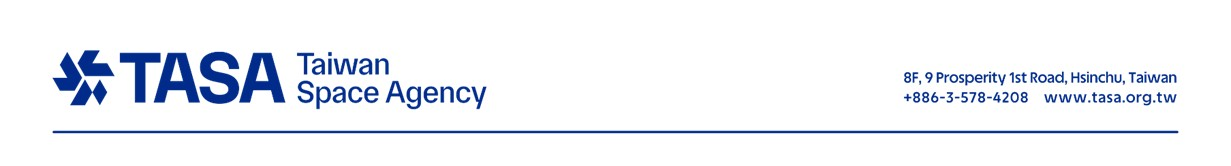 TASA Taiwan
Space Agency
8F, 9 Prosperity 1st Road, Hsinchu, Taiwan
+886-3-578-4208 www.tasa.org.tw